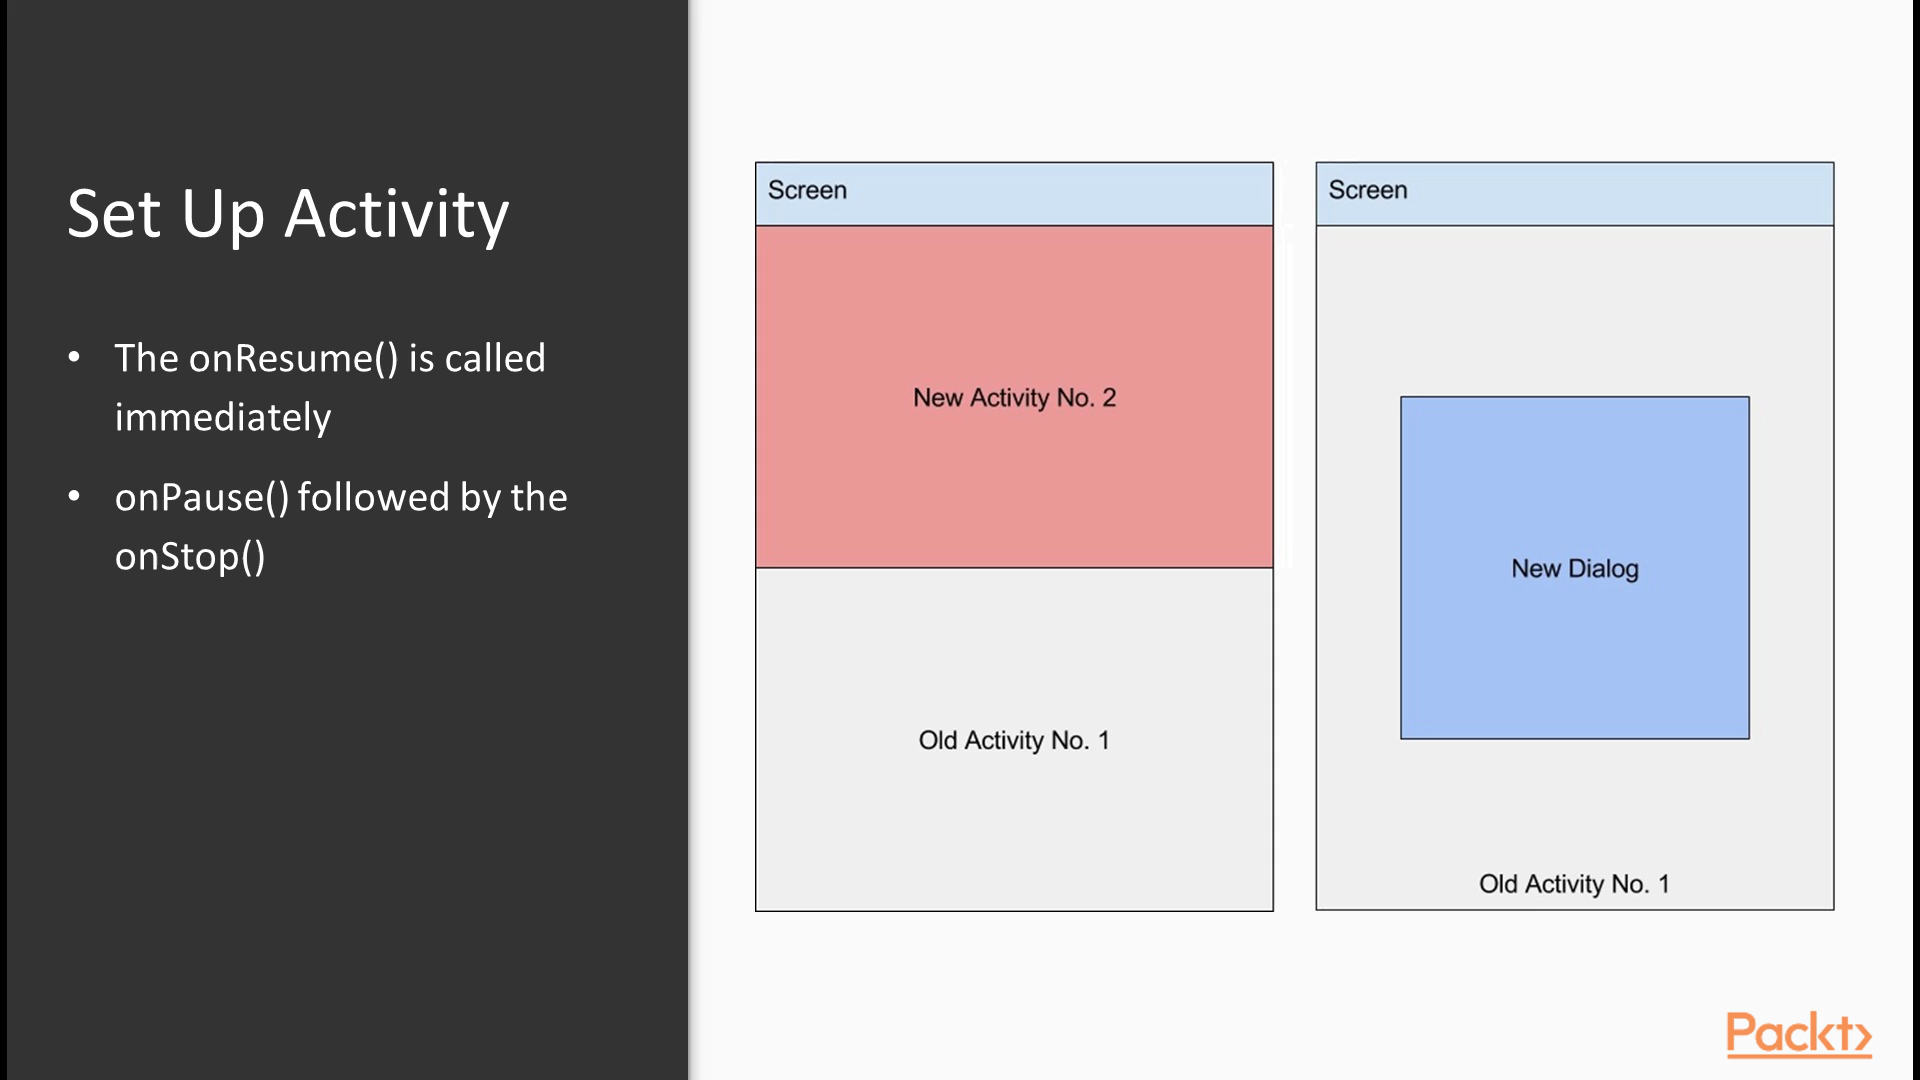 Set Up Activity
• The onResume() is called
immediately
• onPause() followed by the
onStop()
Screen
New Activity No. 2
Old Activity No. 1
Screen
New Dialog
Old Activity No. 1
Packt>